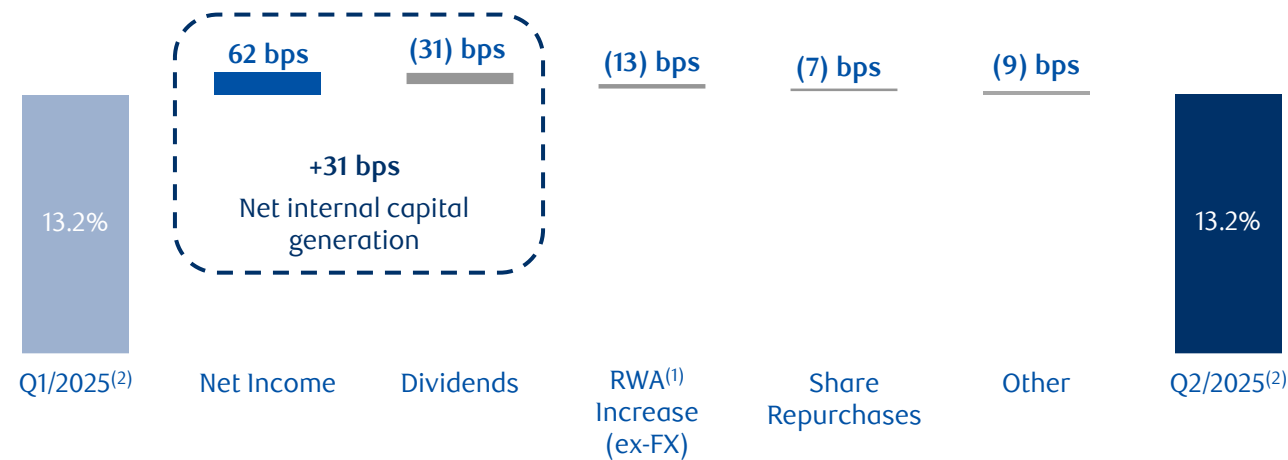 62 bps
(31) bps
(13) bps
(7) bps
(9) bps
+31 bps
Net internal capital
generation
13.2%
13.2%
Q1/2025(2)
Net Income
Dividends
RWA(1)
Increase
(ex-FX)
Share
Repurchases
Other
Q2/2025(2)